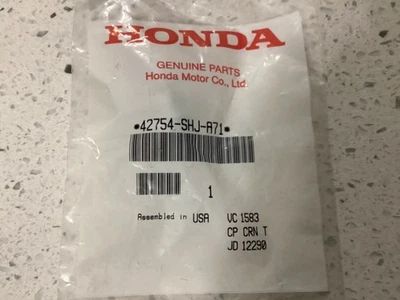 HONDA
GENUINE PARTS
Honda Motor Co., Ltd.
*42754-SHJ-A71*
1
Assembled in USA VC 1583
CP CRN T
JD 12290